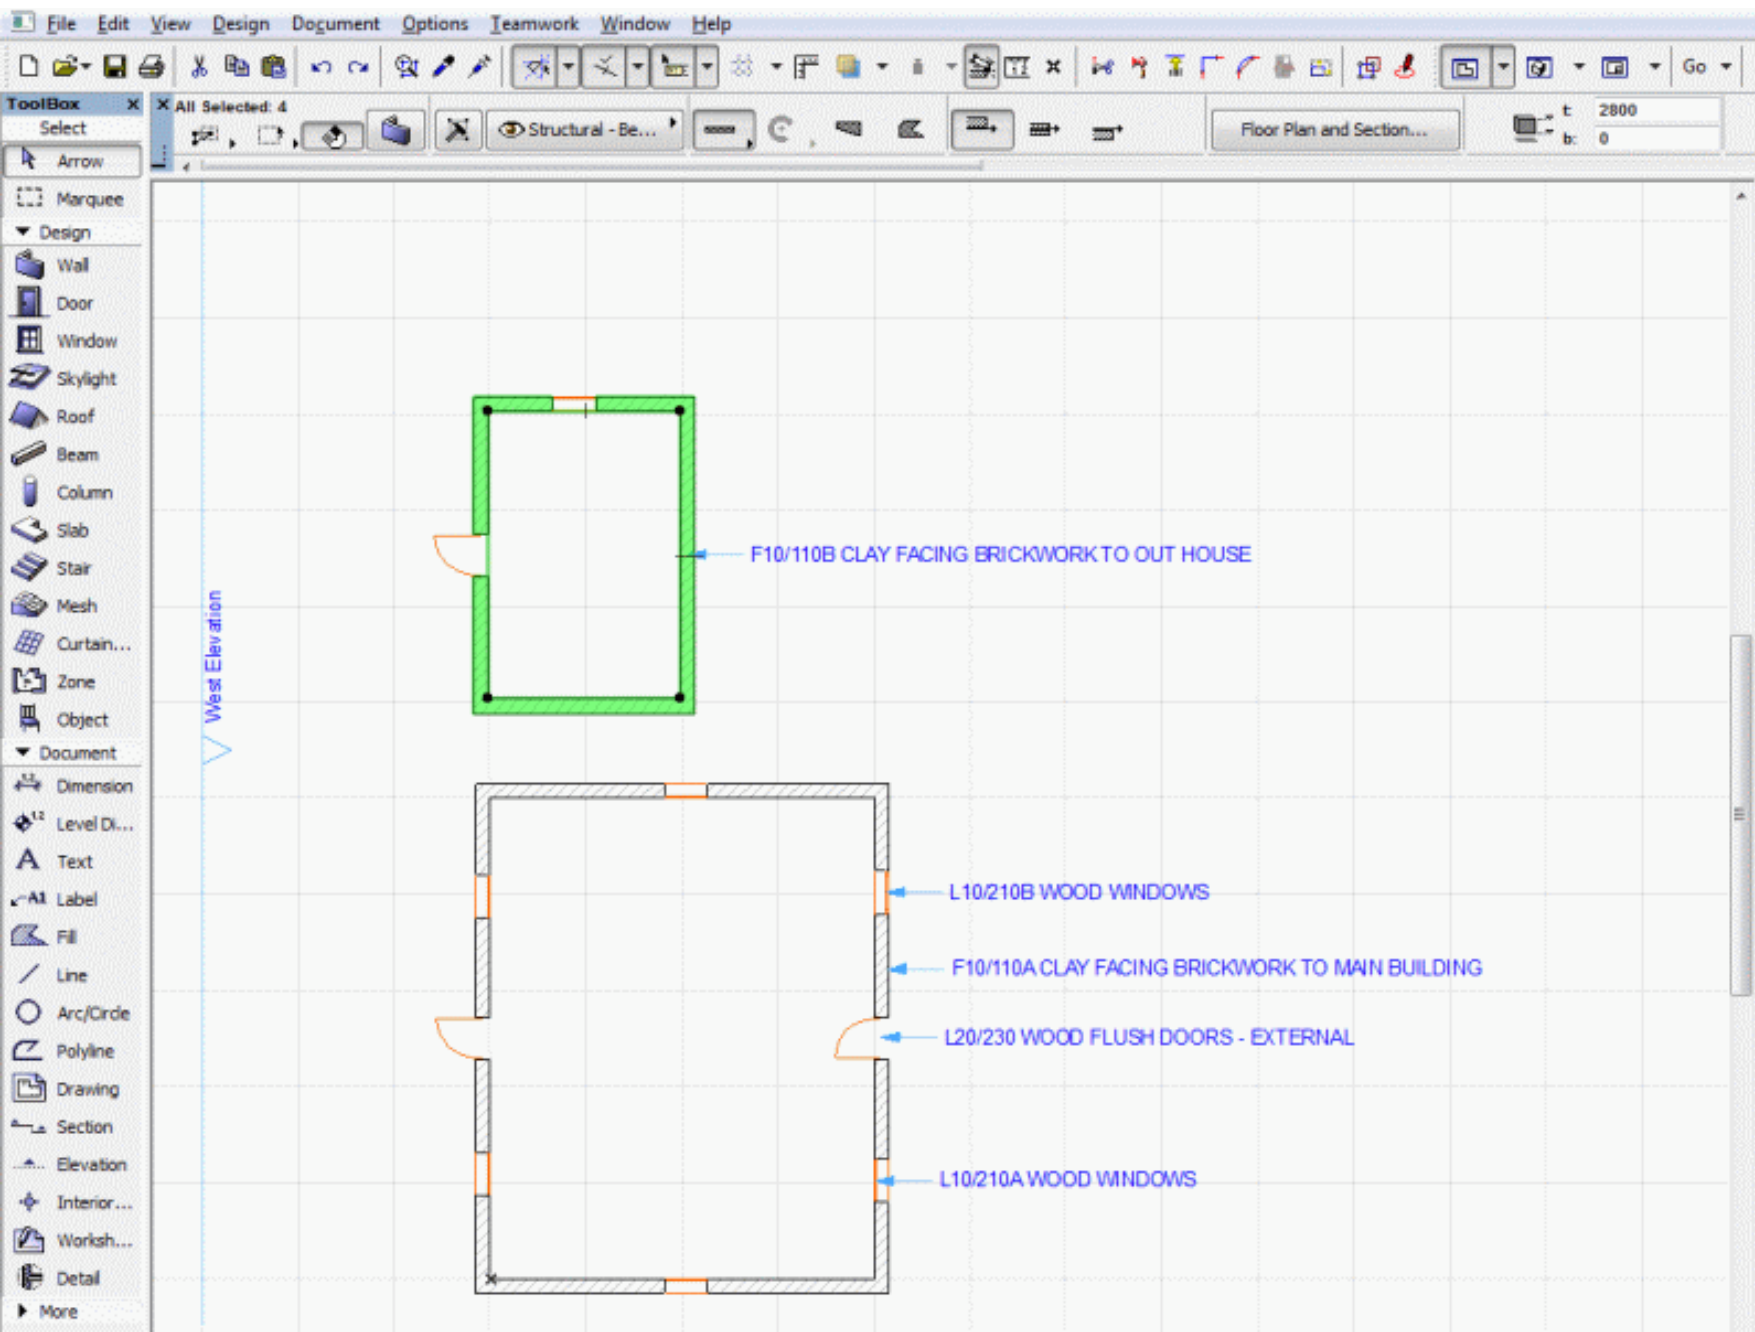 File Edit View Design Document Options Teamwork Window Help
Go
ToolBox
All Selected: 4
Select
Structural - Be...
Floor Plan and Section...
t: 2800
b: 0
Arrow
Marquee
Design
Wall
Door
Window
Skylight
Roof
Beam
Column
Slab
Stair
Mesh
Curtain...
Zone
Object
Document
Dimension
Level Di...
Text
Label
Fill
Line
Arc/Circle
Polyline
Drawing
Section
Elevation
Interior...
Worksh...
Detail
More
West Elevation
F10/110B CLAY FACING BRICKWORK TO OUT HOUSE
L10/210B WOOD WINDOWS
F10/110A CLAY FACING BRICKWORK TO MAIN BUILDING
L20/230 WOOD FLUSH DOORS - EXTERNAL
L10/210A WOOD WINDOWS